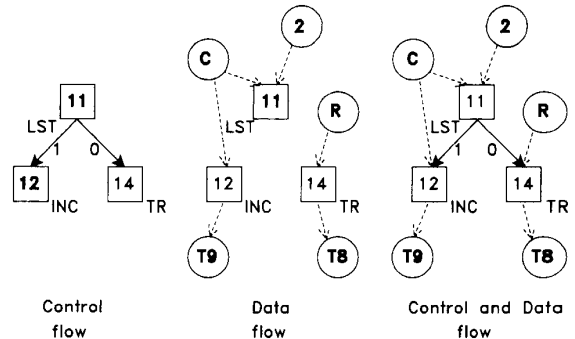 11
LST
1 0
12
INC
14
TR
Control
flow
C
2
11
LST
R
12
INC
14
TR
T9
T8
Data
flow
C
2
11
LST
R
1 0
12
INC
14
TR
T9
T8
Control and Data
flow